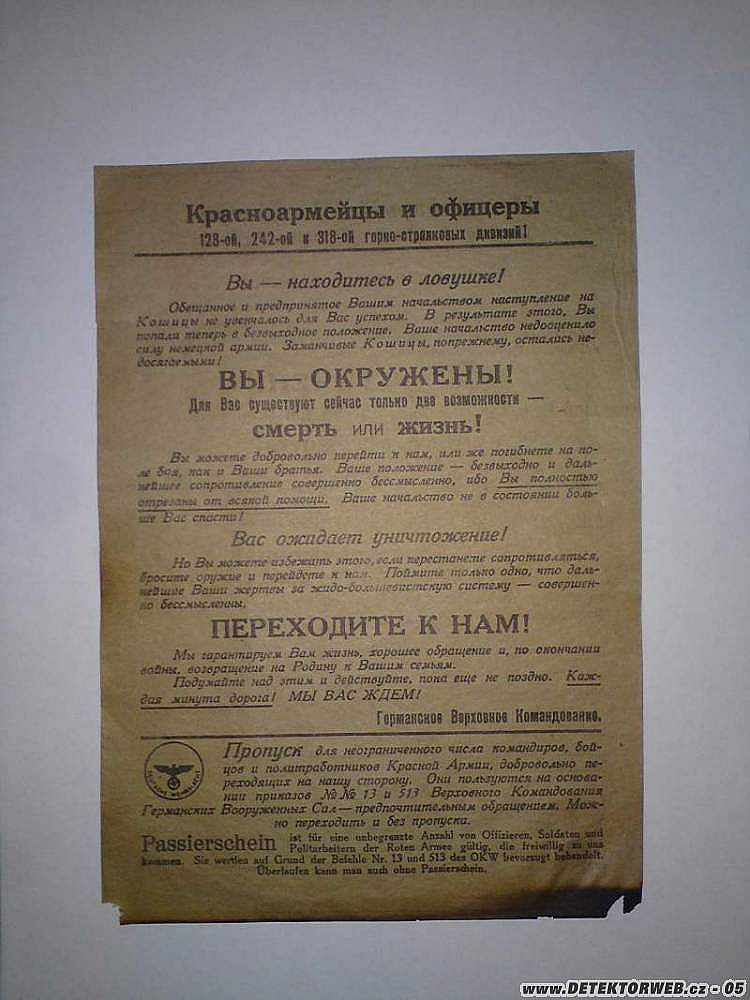 Красноармейцы и офицеры
128-ой, 242-ой и 318-ой горно-стрелковых дивизий!
Вы — находитесь в ловушке!
Обещанное и предпринятое Вашим начальством наступление на
Кошицы не увенчалось для Вас успехом. В результате этого, Вы
попали теперь в безвыходное положение. Ваше начальство недооценило
силу немецкой армии. Заманчивые Кошицы, попрежнему, остались не-
досягаемыми!
ВЫ — ОКРУЖЕНЫ!
Для Вас существуют сейчас только две возможности —
смерть или жизнь!
Вы можете добровольно перейти к нам, или же погибнете на по-
ле боя, как и Ваши братья. Ваше положение — безвыходно и даль-
нейшее сопротивление совершенно бессмысленно, ибо Вы полностью
отрезаны от всякой помощи. Ваше начальство не в состоянии боль-
ше Вас спасти!
Вас ожидает уничтожение!
Но Вы можете избежать этого, если перестанете сопротивляться,
бросите оружие и перейдете к нам. Поймите только одно, что даль-
нейшие Ваши жертвы за жидо-большевистскую систему — совершен-
но бессмысленны.
ПЕРЕХОДИТЕ К НАМ!
Мы гарантируем Вам жизнь, хорошее обращение и, по окончании
войны, возвращение на Родину к Вашим семьям.
Подумайте над этим и действуйте, пока еще не поздно. Каж-
дая минута дорога! МЫ ВАС ЖДЕМ!
Германское Верховное Командование.
Пропуск для неограниченного числа командиров, бой-
цов и политработников Красной Армии, добровольно пе-
реходящих на нашу сторону. Они пользуются на основа-
нии приказов №№ 13 и 513 Верховного Командования
Германских Вооруженных Сил — предпочтительным обращением. Мож-
но переходить и без пропуска.
Passierschein ist für eine unbegrenzte Anzahl von Offizieren, Soldaten und
Politarbeitern der Roten Armee gültig, die freiwillig zu uns
kommen. Sie werden auf Grund der Befehle Nr. 13 und 513 des OKW bevorzugt behandelt.
Überlaufen kann man auch ohne Passierschein.
www.DETEKTORWEB.cz - 05